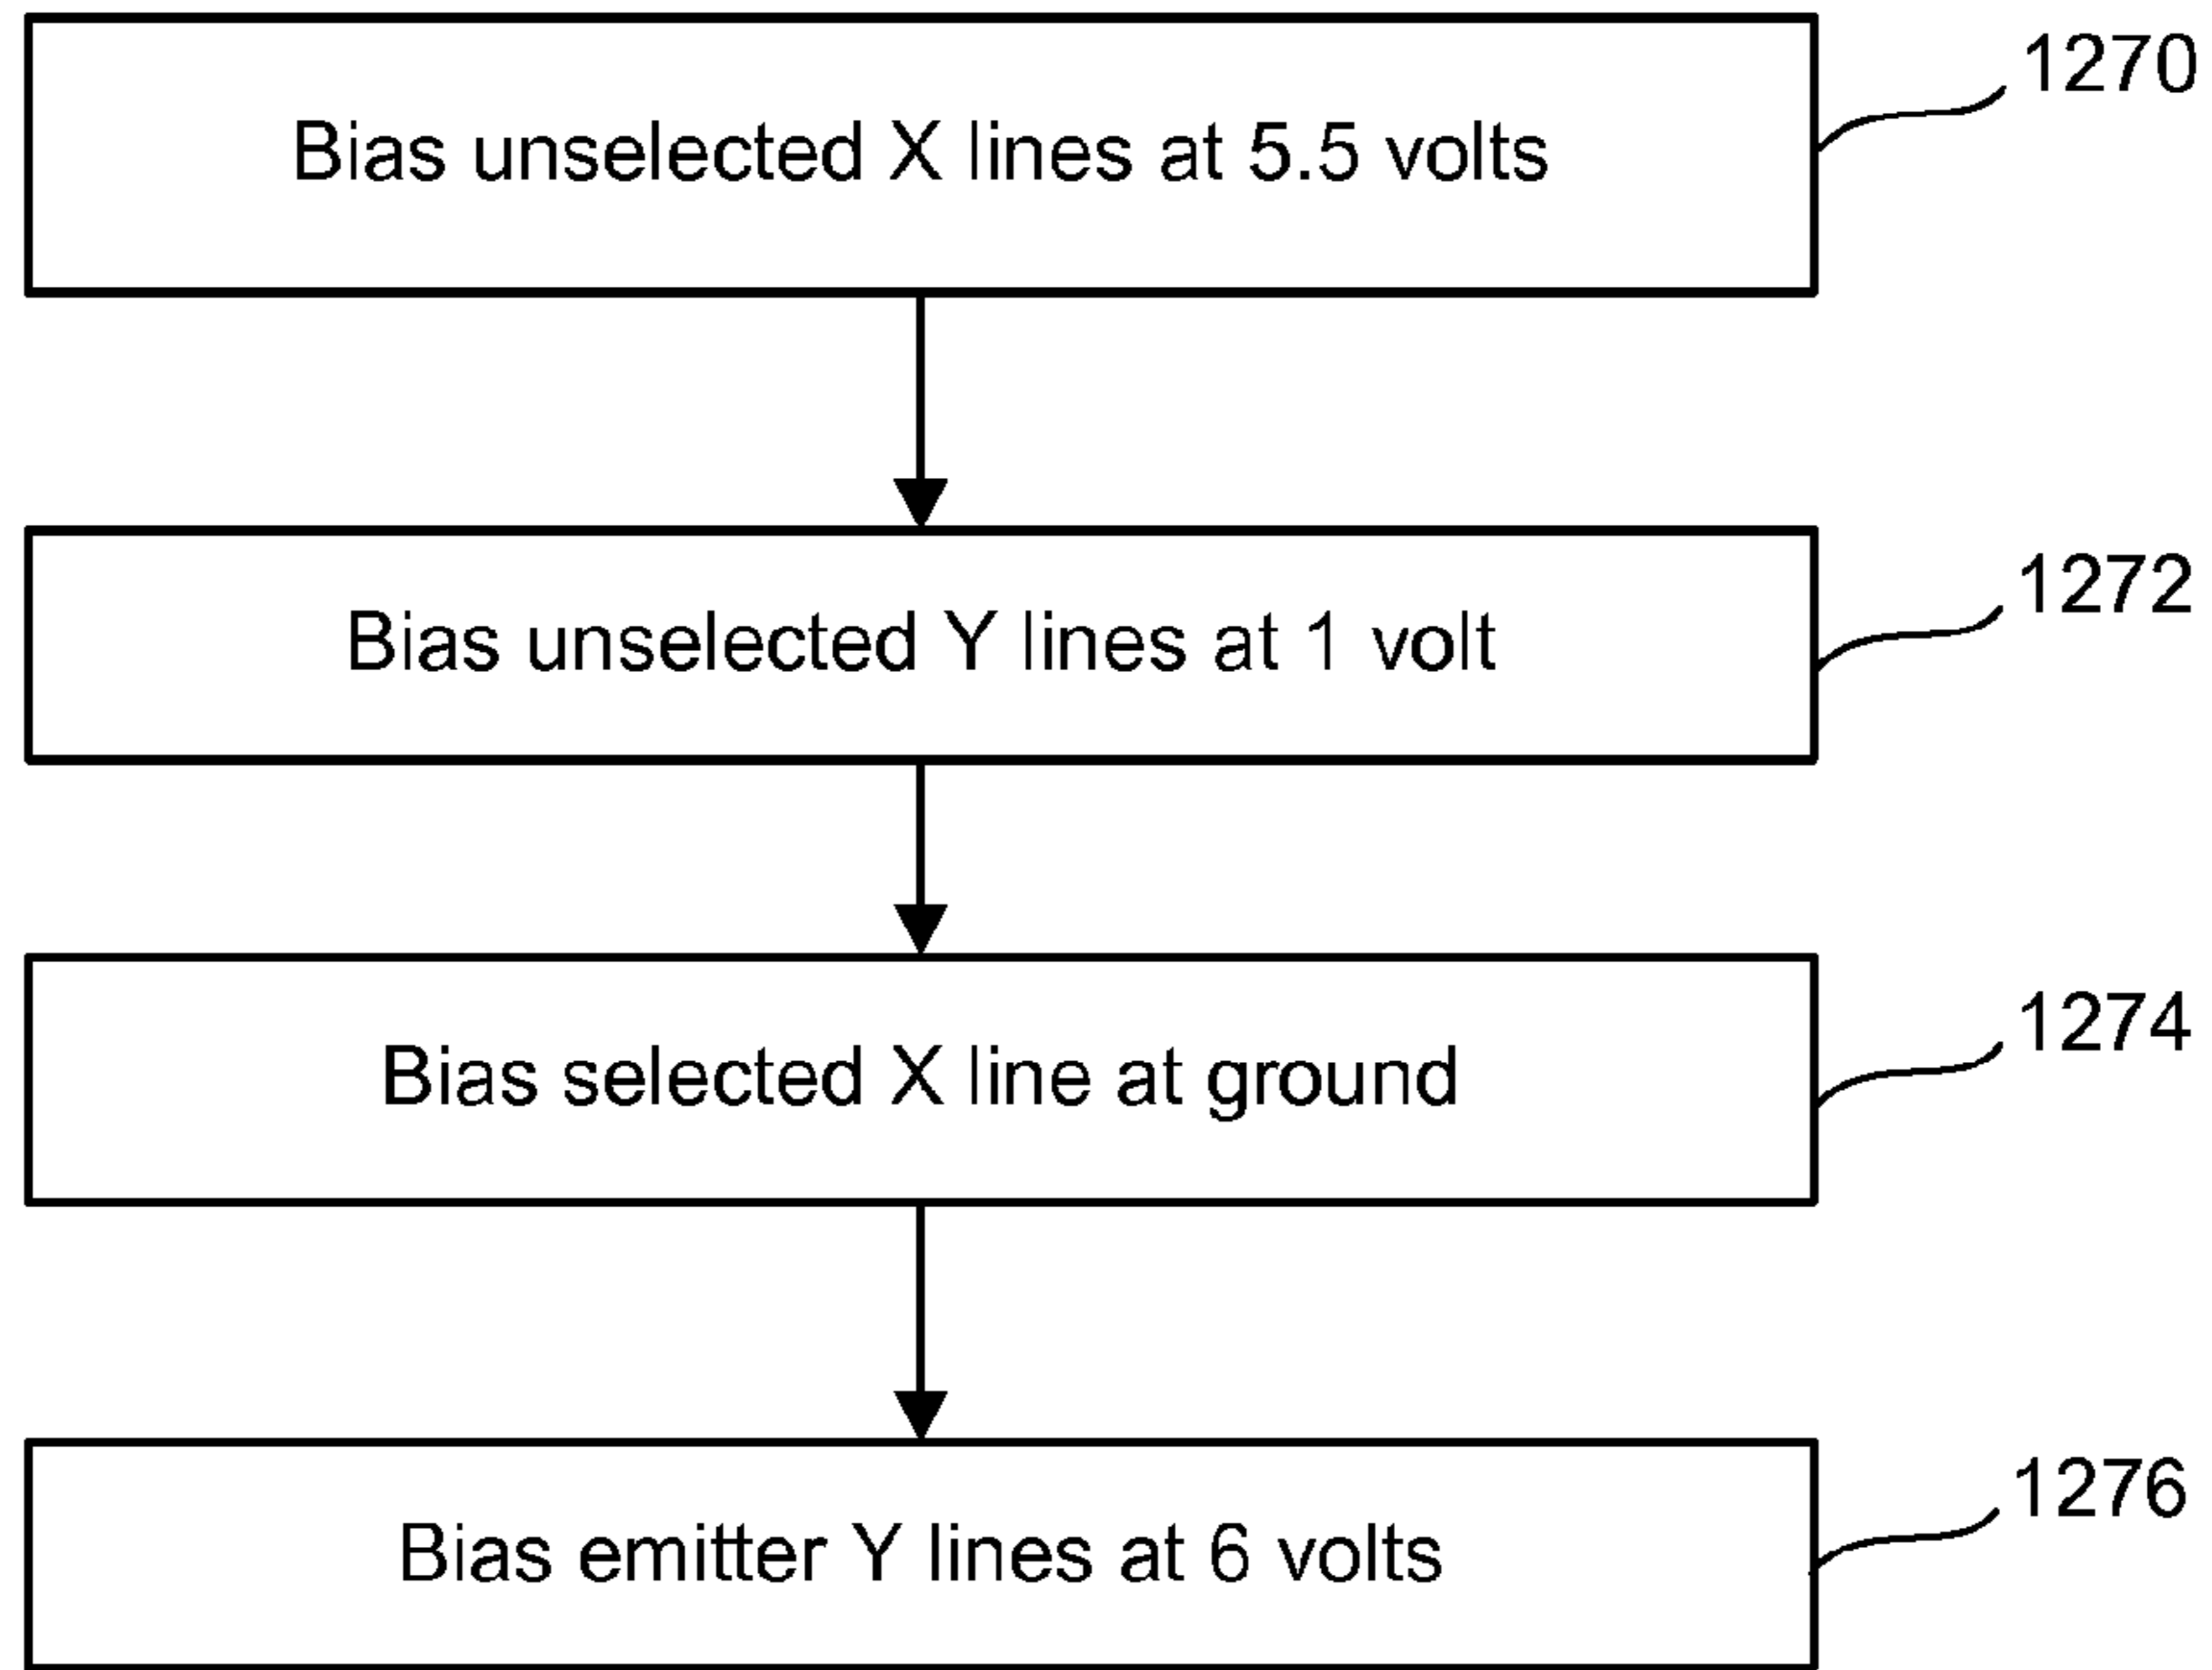 Bias unselected X lines at 5.5 volts
1270
Bias unselected Y lines at 1 volt
1272
Bias selected X line at ground
1274
Bias emitter Y lines at 6 volts
1276